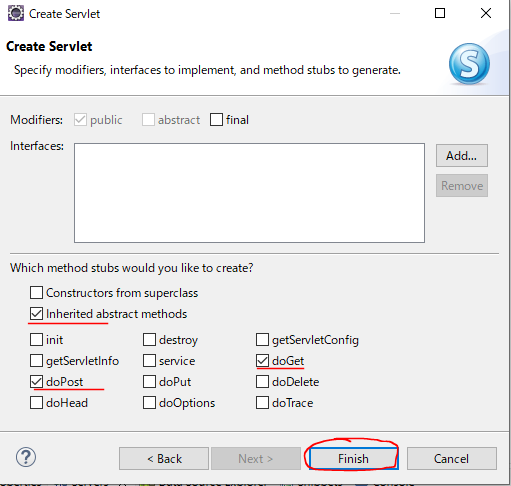 Create Servlet
Create Servlet
Specify modifiers, interfaces to implement, and method stubs to generate.
S
Modifiers: public abstract final
Interfaces:
Add...
Remove
Which method stubs would you like to create?
Constructors from superclass
Inherited abstract methods
init destroy getServletConfig
getServletInfo service doGet
doPost doPut doDelete
doHead doOptions doTrace
? < Back Next > Finish Cancel